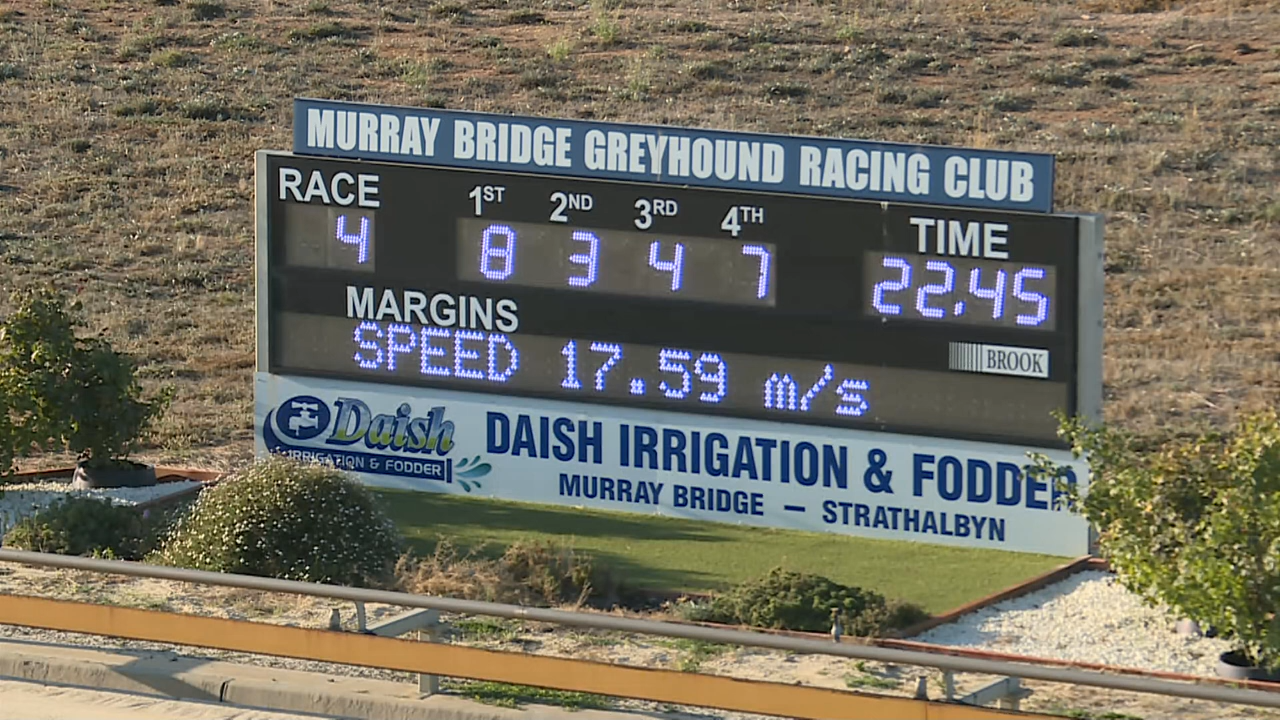 MURRAY BRIDGE GREYHOUND RACING CLUB
RACE 1ST 2ND 3RD 4TH TIME
4 8 3 4 7 22.45
MARGINS
SPEED 17.59 m/s
BROOK
Daish
IRRIGATION & FODDER
DAISH IRRIGATION & FODDER
MURRAY BRIDGE — STRATHALBYN